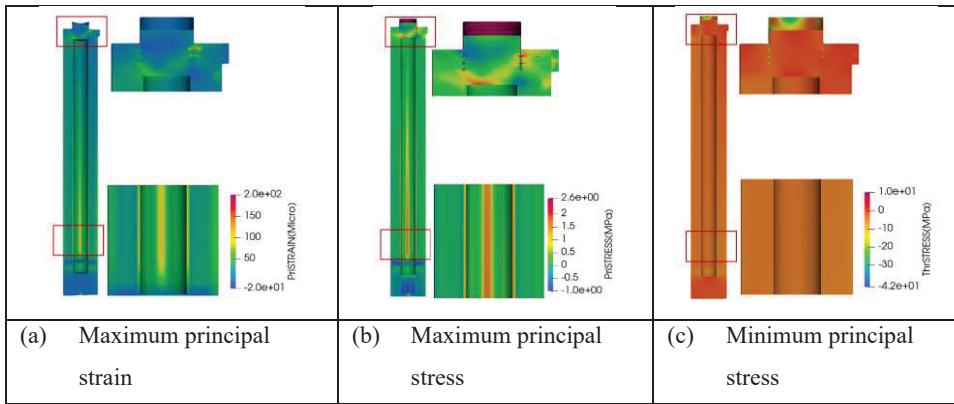 2.0e+02
150
100
50
-2.0e+01
PriSTRAIN(Micro)
2.6e+00
2
1.5
1
0.5
0
-0.5
-1.0e+00
PriSTRESS(MPa)
1.0e+01
0
-10
-20
-30
-4.2e+01
ThrSTRESS(MPa)
(a) Maximum principal
strain
(b) Maximum principal
stress
(c) Minimum principal
stress